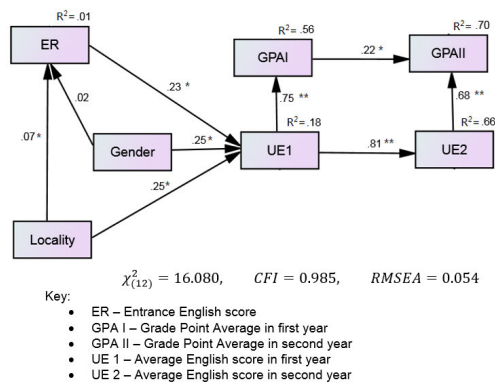 R² = .01
ER
R² = .56
GPAI
R² = .70
GPAII
.22 *
.23 *
.75 **
.68 **
.02
.07*
R² = .18
R² = .66
Gender
.25*
UE1
.81 **
UE2
.25*
Locality
χ²(12) = 16.080, CFI = 0.985, RMSEA = 0.054
Key:
• ER – Entrance English score
• GPA I – Grade Point Average in first year
• GPA II – Grade Point Average in second year
• UE 1 – Average English score in first year
• UE 2 – Average English score in second year